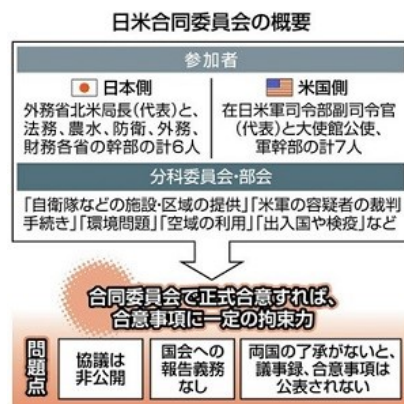 日米合同委員会の概要
参加者
日本側
外務省北米局長(代表)と、
法務、農水、防衛、外務、
財務各省の幹部の計6人
米国側
在日米軍司令部副司令官
(代表)と大使館公使、
軍幹部の計7人
分科委員会・部会
「自衛隊などの施設・区域の提供」「米軍の容疑者の裁判
手続き」「環境問題」「空域の利用」「出入国や検疫」など
合同委員会で正式合意すれば、
合意事項に一定の拘束力
問題点
協議は
非公開
国会への
報告義務
なし
両国の了承がないと、
議事録、合意事項は
公表されない